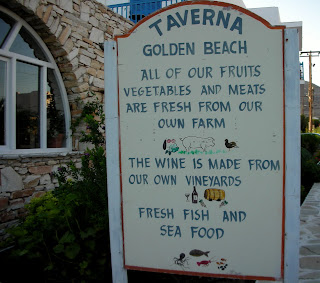 TAVERNA
GOLDEN BEACH
ALL OF OUR FRUITS
VEGETABLES AND MEATS
ARE FRESH FROM OUR
OWN FARM
THE WINE IS MADE FROM
OUR OWN VINEYARDS
FRESH FISH AND
SEA FOOD